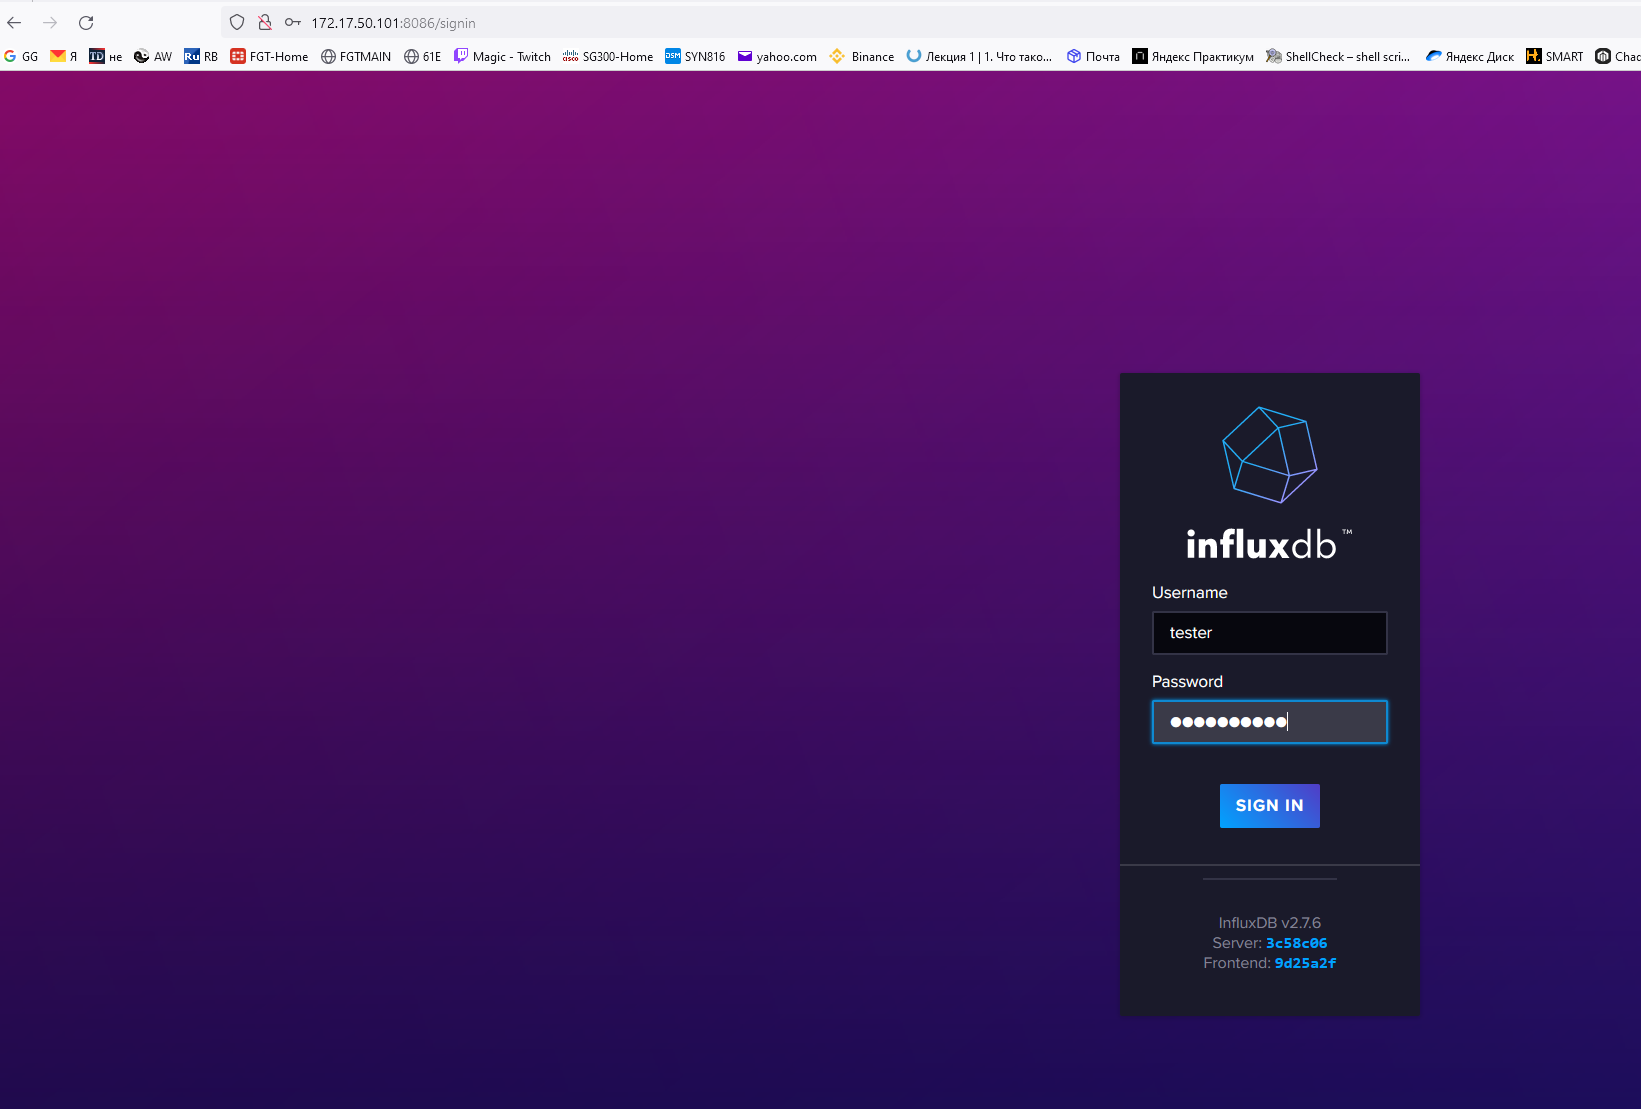 172.17.50.101:8086/signin
GG Я не AW RB FGT-Home FGTMAIN 61E Magic - Twitch SG300-Home SYN816 yahoo.com Binance Лекция 1 | 1. Что тако... Почта Яндекс Практикум ShellCheck – shell scri... Яндекс Диск SMART Chac
influxdb™
Username
tester
Password
●●●●●●●●●●
SIGN IN
InfluxDB v2.7.6
Server: 3c58c06
Frontend: 9d25a2f